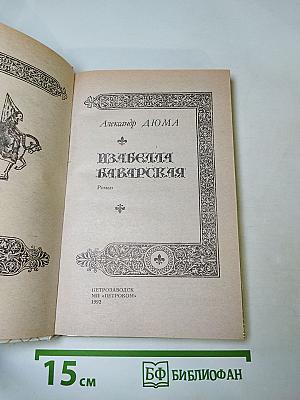 Александр ДЮМА
ИЗАБЕЛЛА
БАВАРСКАЯ
Роман
ПЕТРОЗАВОДСК
МП «ПЕТРОКОМ»
1992
15 см
БФ БИБЛИОФАН